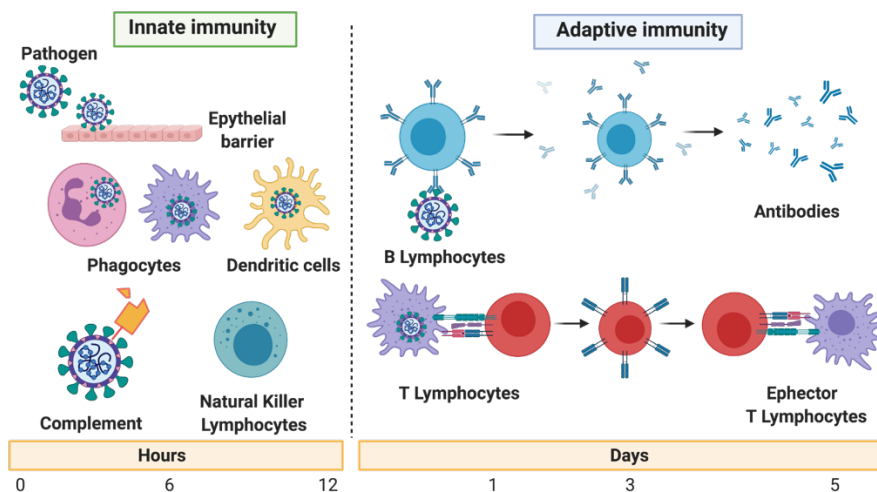 Innate immunity
Pathogen
Epythelial
barrier
Phagocytes
Dendritic cells
Complement
Natural Killer
Lymphocytes
Hours
0 6 12
Adaptive immunity
B Lymphocytes
Antibodies
T Lymphocytes
Ephector
T Lymphocytes
Days
1 3 5